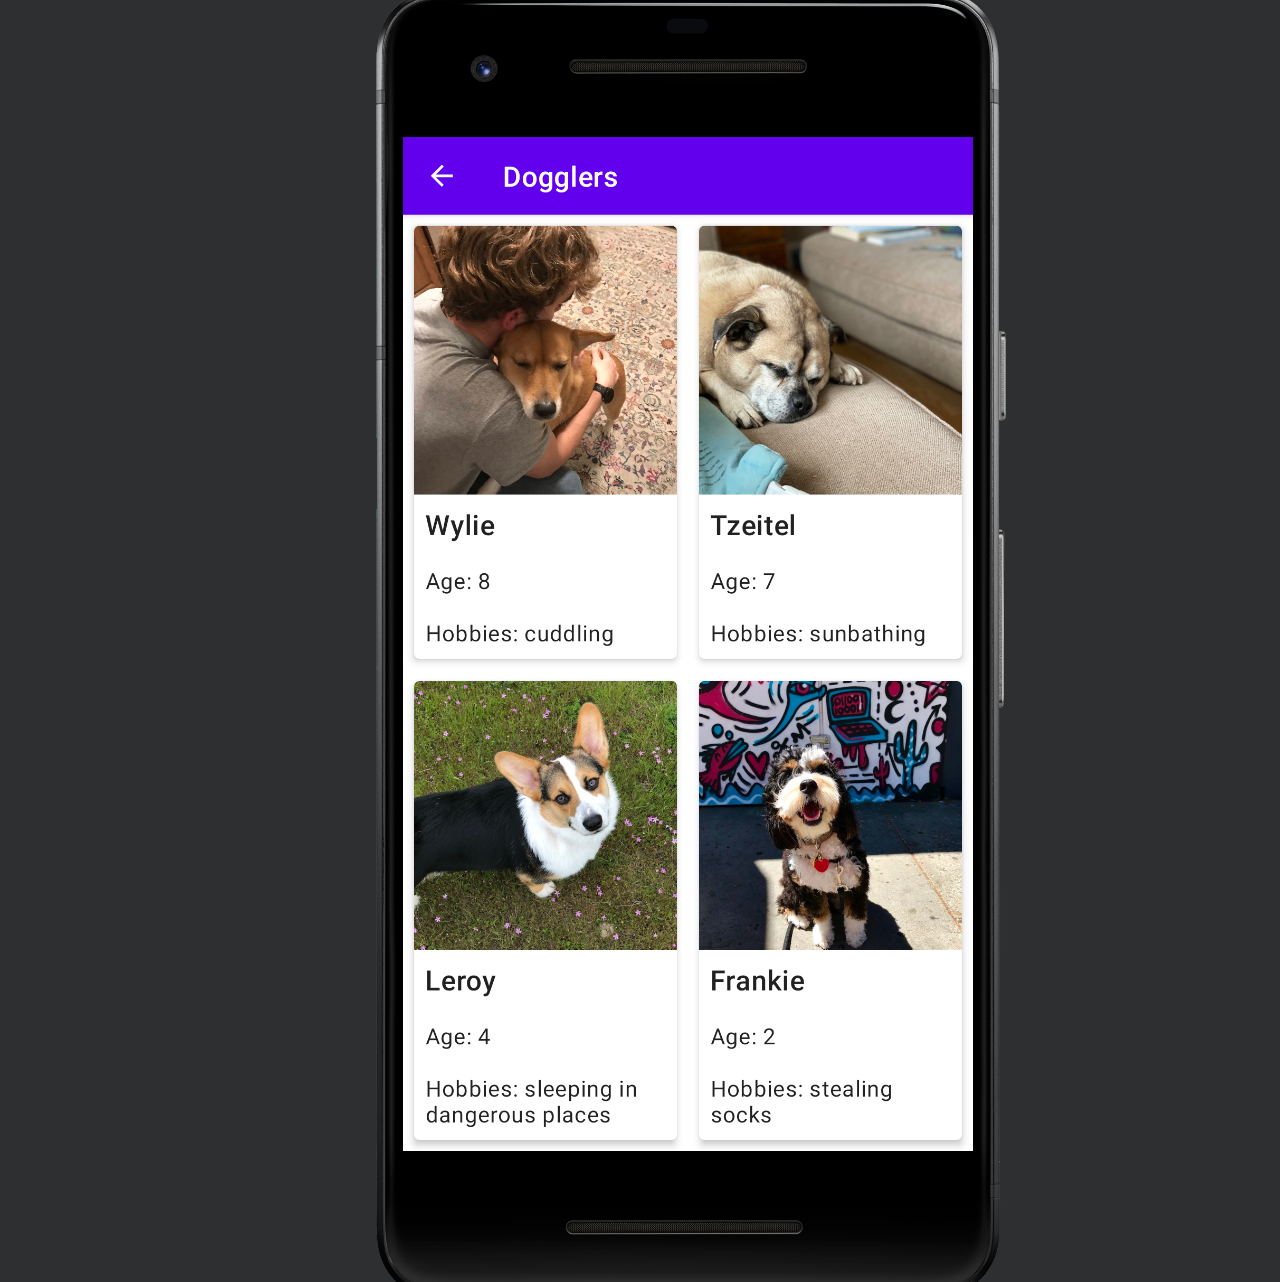 Dogglers
Wylie
Age: 8
Hobbies: cuddling
Tzeitel
Age: 7
Hobbies: sunbathing
Leroy
Age: 4
Hobbies: sleeping in
dangerous places
Frankie
Age: 2
Hobbies: stealing
socks